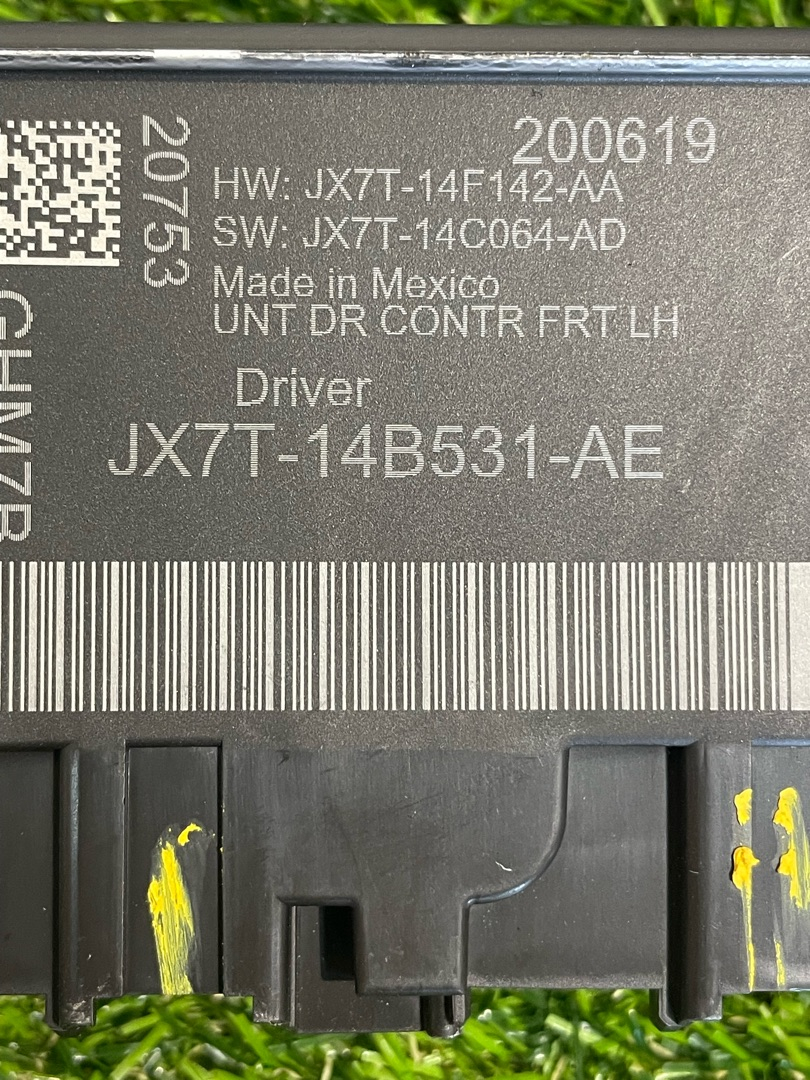 200619
20753
HW: JX7T-14F142-AA
SW: JX7T-14C064-AD
Made in Mexico
UNT DR CONTR FRT LH
Driver
JX7T-14B531-AE
GHM7B